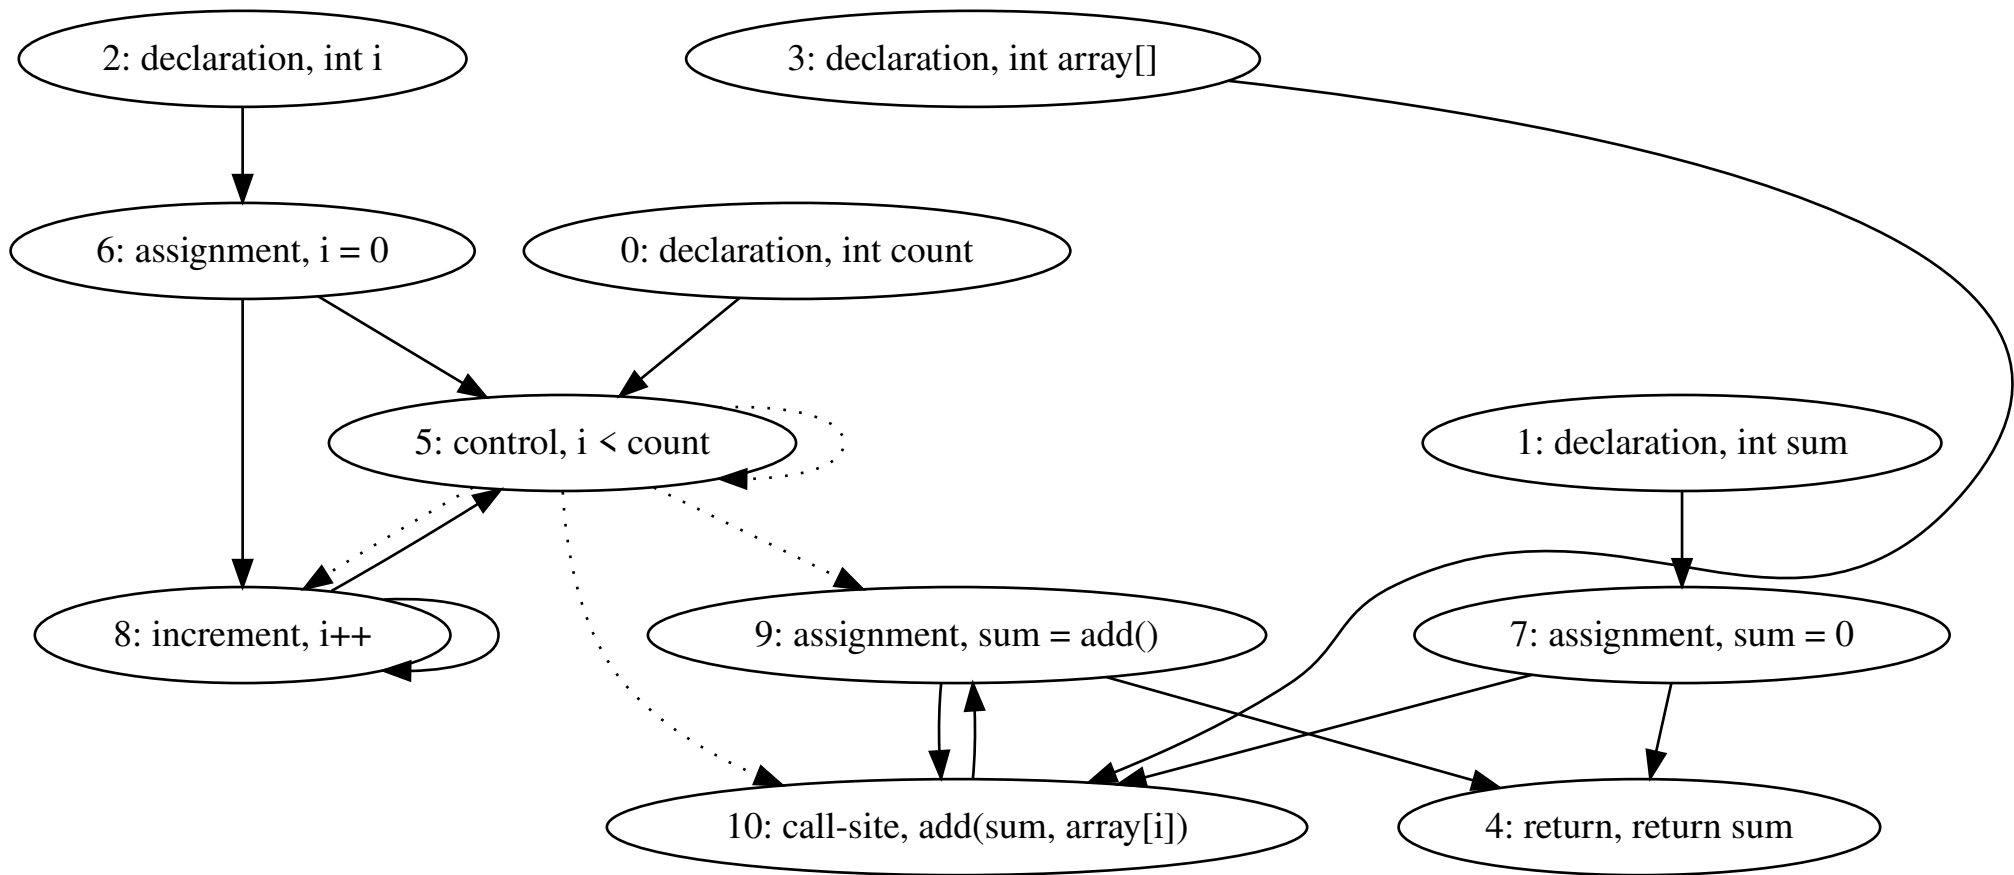 2: declaration, int i
3: declaration, int array[]
6: assignment, i = 0
0: declaration, int count
5: control, i < count
1: declaration, int sum
8: increment, i++
9: assignment, sum = add()
7: assignment, sum = 0
10: call-site, add(sum, array[i])
4: return, return sum